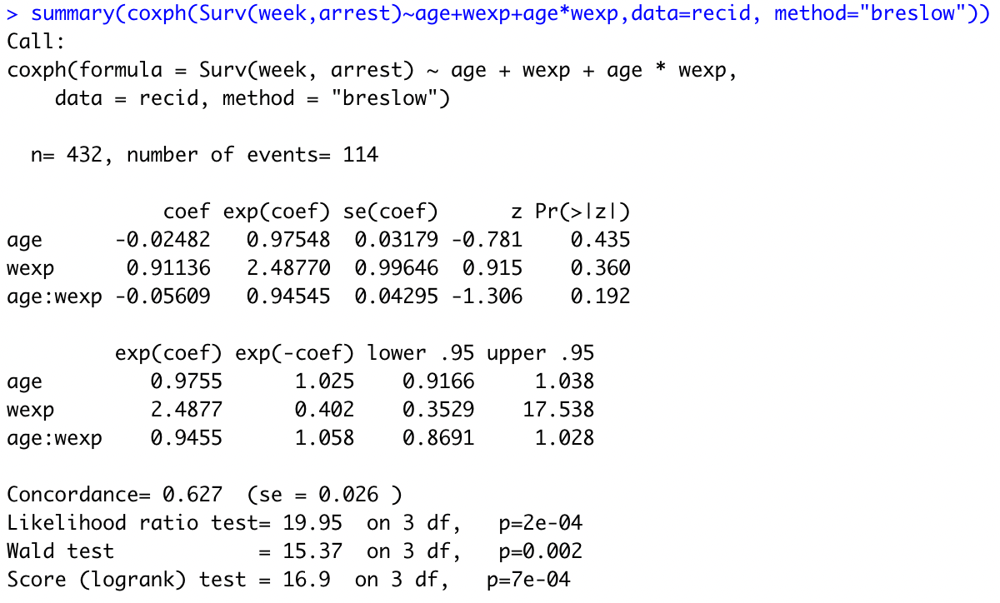 > summary(coxph(Surv(week,arrest)~age+wexp+age*wexp,data=recid, method="breslow"))
Call:
coxph(formula = Surv(week, arrest) ~ age + wexp + age * wexp,
    data = recid, method = "breslow")

  n= 432, number of events= 114

             coef exp(coef) se(coef)      z Pr(>|z|)
age      -0.02482   0.97548  0.03179 -0.781    0.435
wexp      0.91136   2.48770  0.99646  0.915    0.360
age:wexp -0.05609   0.94545  0.04295 -1.306    0.192

         exp(coef) exp(-coef) lower .95 upper .95
age         0.9755      1.025    0.9166     1.038
wexp        2.4877      0.402    0.3529    17.538
age:wexp    0.9455      1.058    0.8691     1.028

Concordance= 0.627  (se = 0.026 )
Likelihood ratio test= 19.95  on 3 df,   p=2e-04
Wald test            = 15.37  on 3 df,   p=0.002
Score (logrank) test = 16.9  on 3 df,   p=7e-04